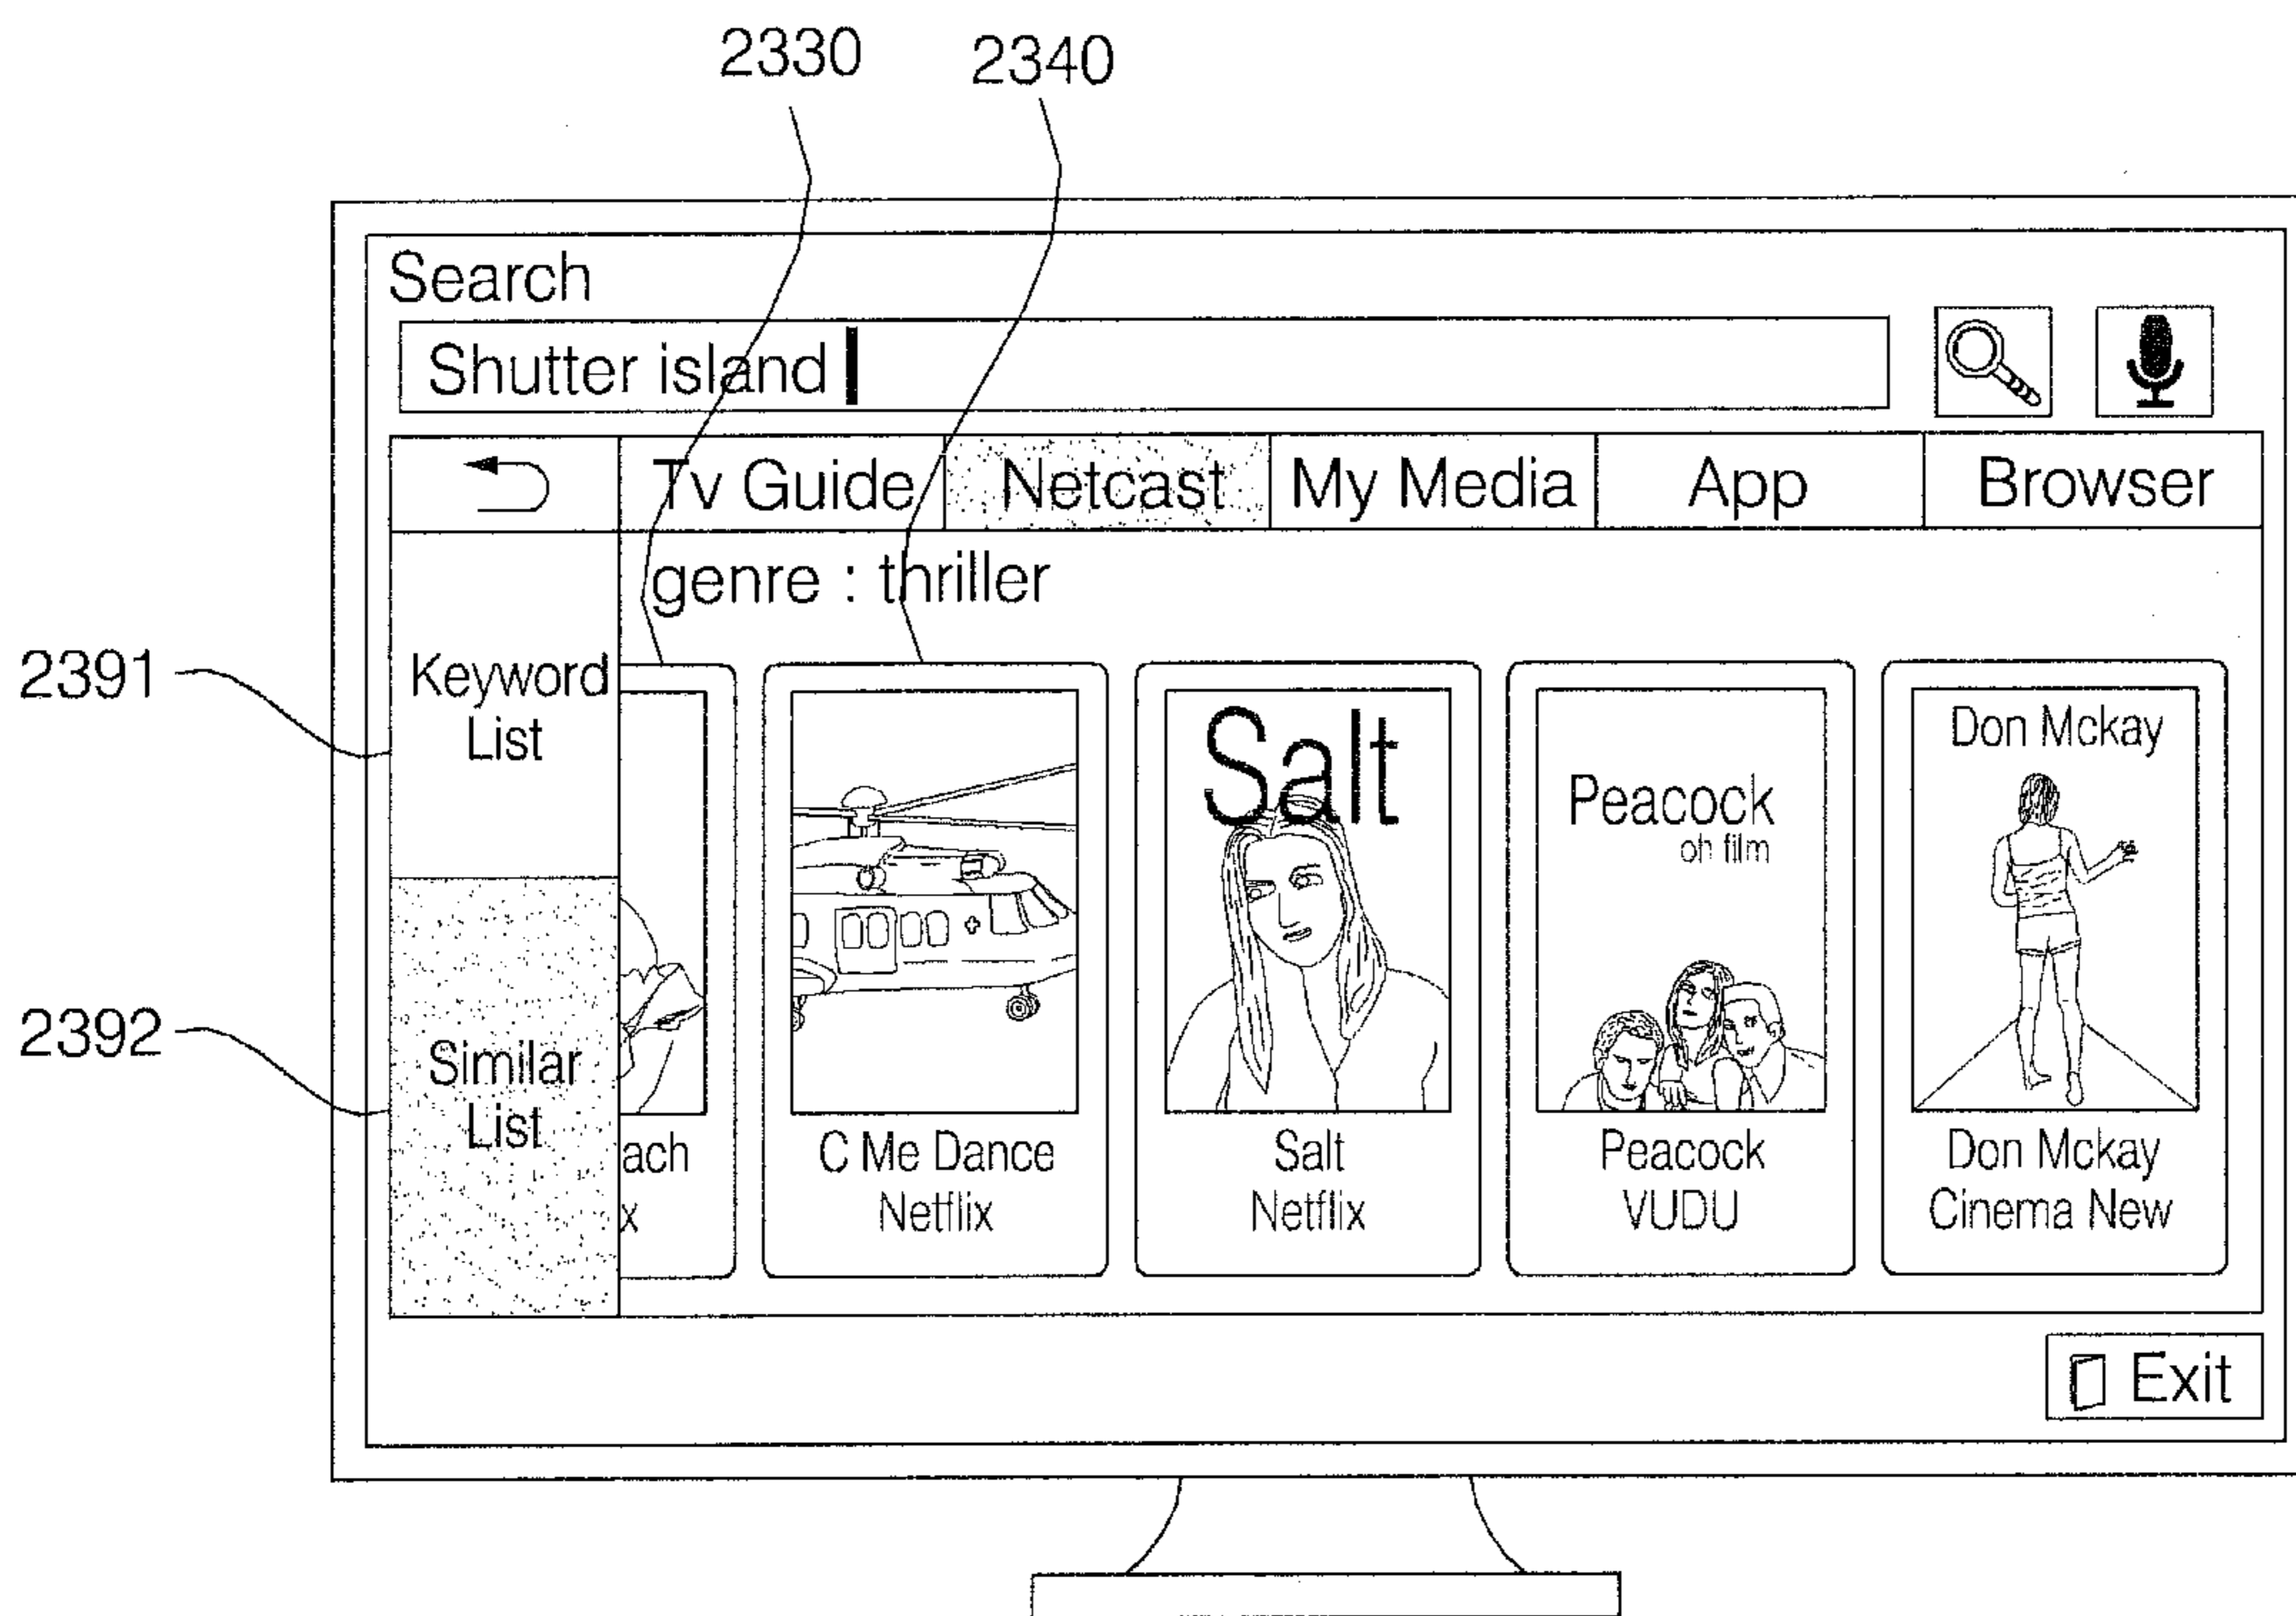 2330 2340
Search
Shutter island
Tv Guide Netcast My Media App Browser
genre : thriller
2391
Keyword
List
2392
Similar
List
ach
x
C Me Dance
Netflix
Salt
Salt
Netflix
Peacock
oh film
Peacock
VUDU
Don Mckay
Don Mckay
Cinema New
Exit